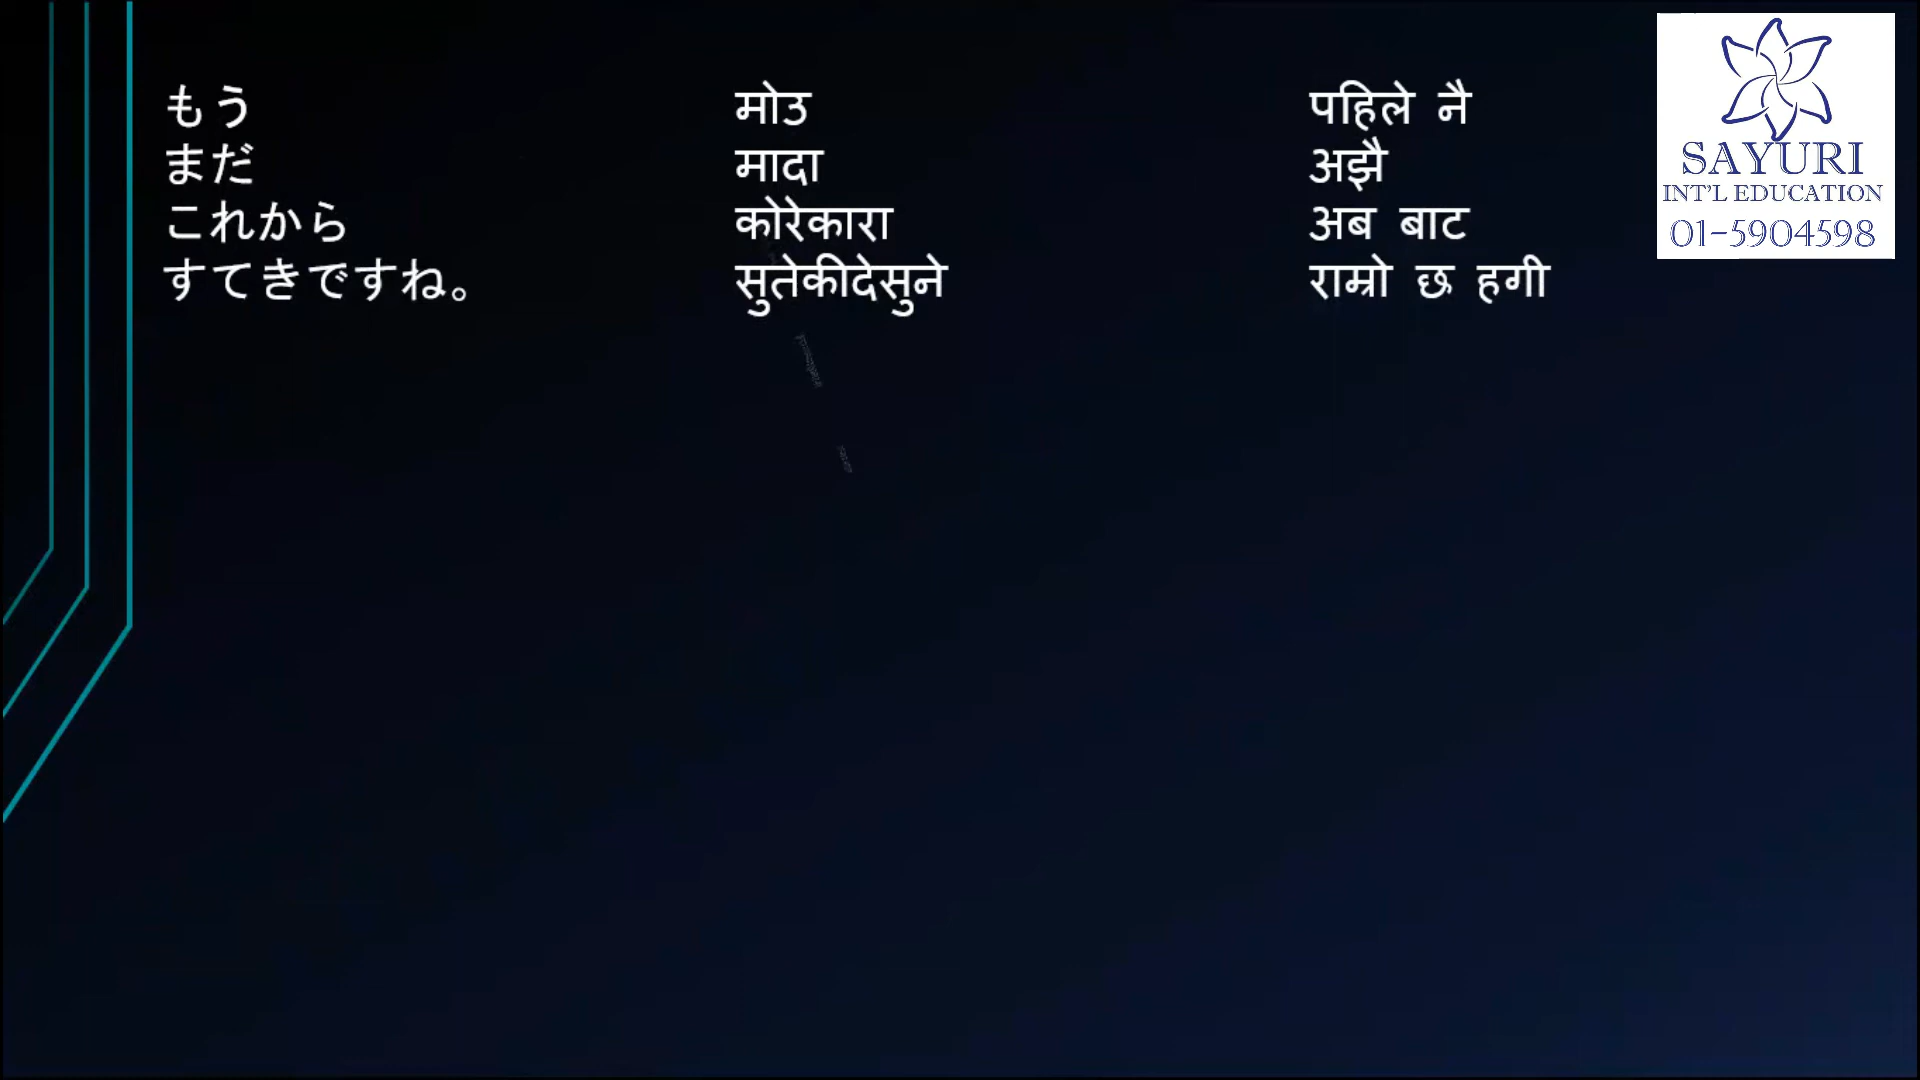 もう मोउ पहिले नै
まだ मादा अझै
これから कोरेकारा अब बाट
すてきですね。 सुतेकीदेसुने राम्रो छ हगी
SAYURI
INT'L EDUCATION
01-5904598